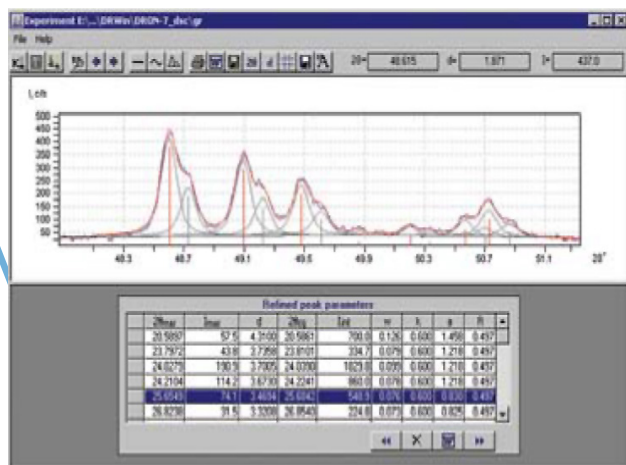 Experiment E:\...\DRWin\DRON-7_dsc\gr
File Help
2θ= 48.615 d= 1.871 I= 437.0
I, c/s
500
450
400
350
300
250
200
150
100
50
48.3 48.7 49.1 49.5 49.9 50.3 50.7 51.1 2θ°
Refined peak parameters
2θmax Imax d 2θcg Iint w k a R
20.5897 57.5 4.3100 20.5861 700.0 0.126 0.600 1.498 0.497
23.7972 43.8 3.7358 23.8101 334.7 0.079 0.600 1.218 0.497
24.0275 190.9 3.7005 24.0390 1029.8 0.099 0.600 1.210 0.497
24.2104 114.2 3.6730 24.2241 860.0 0.078 0.600 1.218 0.497
25.6549 74.1 3.4694 25.6042 548.9 0.076 0.600 0.830 0.497
26.8238 31.5 3.3208 26.8540 224.8 0.073 0.600 0.825 0.497